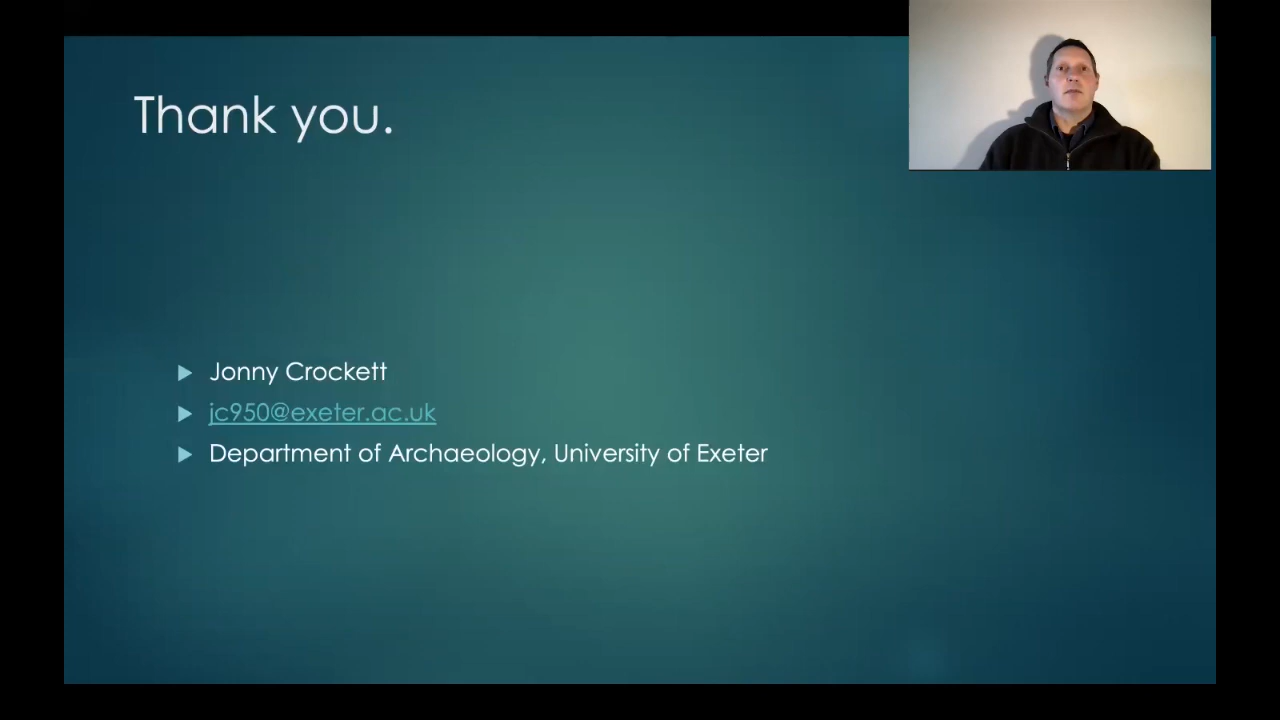 Thank you.
Jonny Crockett
jc950@exeter.ac.uk
Department of Archaeology, University of Exeter